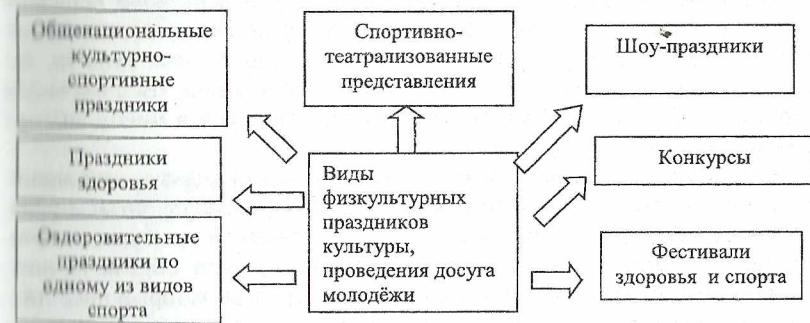 Общенациональные
культурно-
спортивные
праздники
Спортивно-
театрализованные
представления
Шоу-праздники
Праздники
здоровья
Виды
физкультурных
праздников
культуры,
проведения досуга
молодёжи
Конкурсы
Оздоровительные
праздники по
одному из видов
спорта
Фестивали
здоровья и спорта